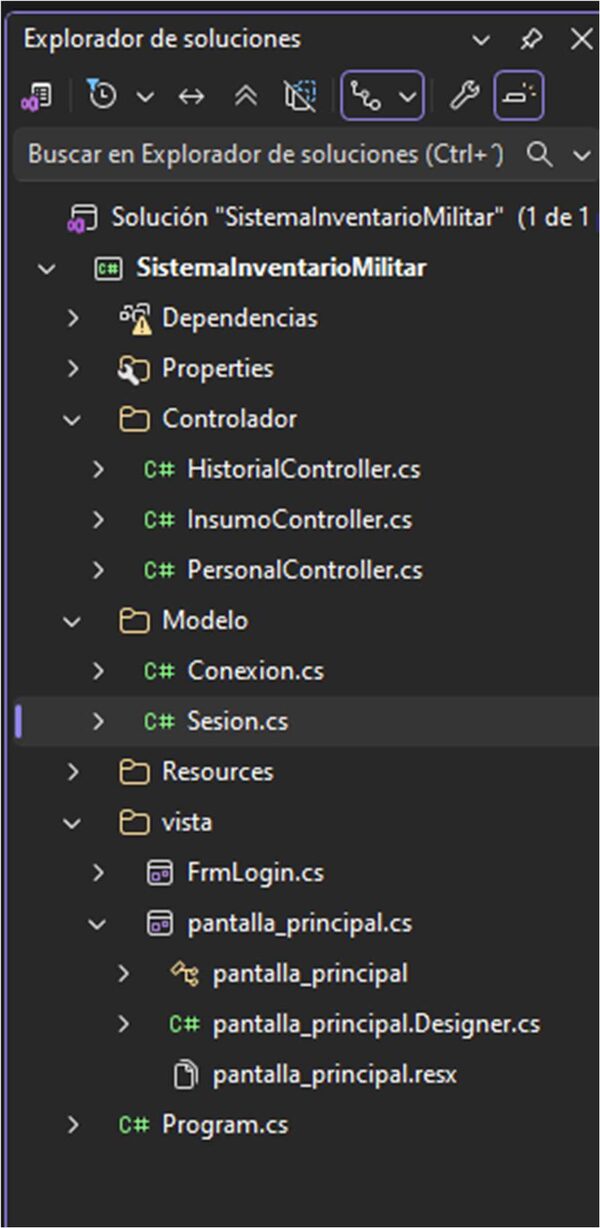 Explorador de soluciones
Buscar en Explorador de soluciones (Ctrl+´)
Solución "SistemaInventarioMilitar" (1 de 1
C# SistemaInventarioMilitar
Dependencias
Properties
Controlador
C# HistorialController.cs
C# InsumoController.cs
C# PersonalController.cs
Modelo
C# Conexion.cs
C# Sesion.cs
Resources
vista
FrmLogin.cs
pantalla_principal.cs
pantalla_principal
C# pantalla_principal.Designer.cs
pantalla_principal.resx
C# Program.cs